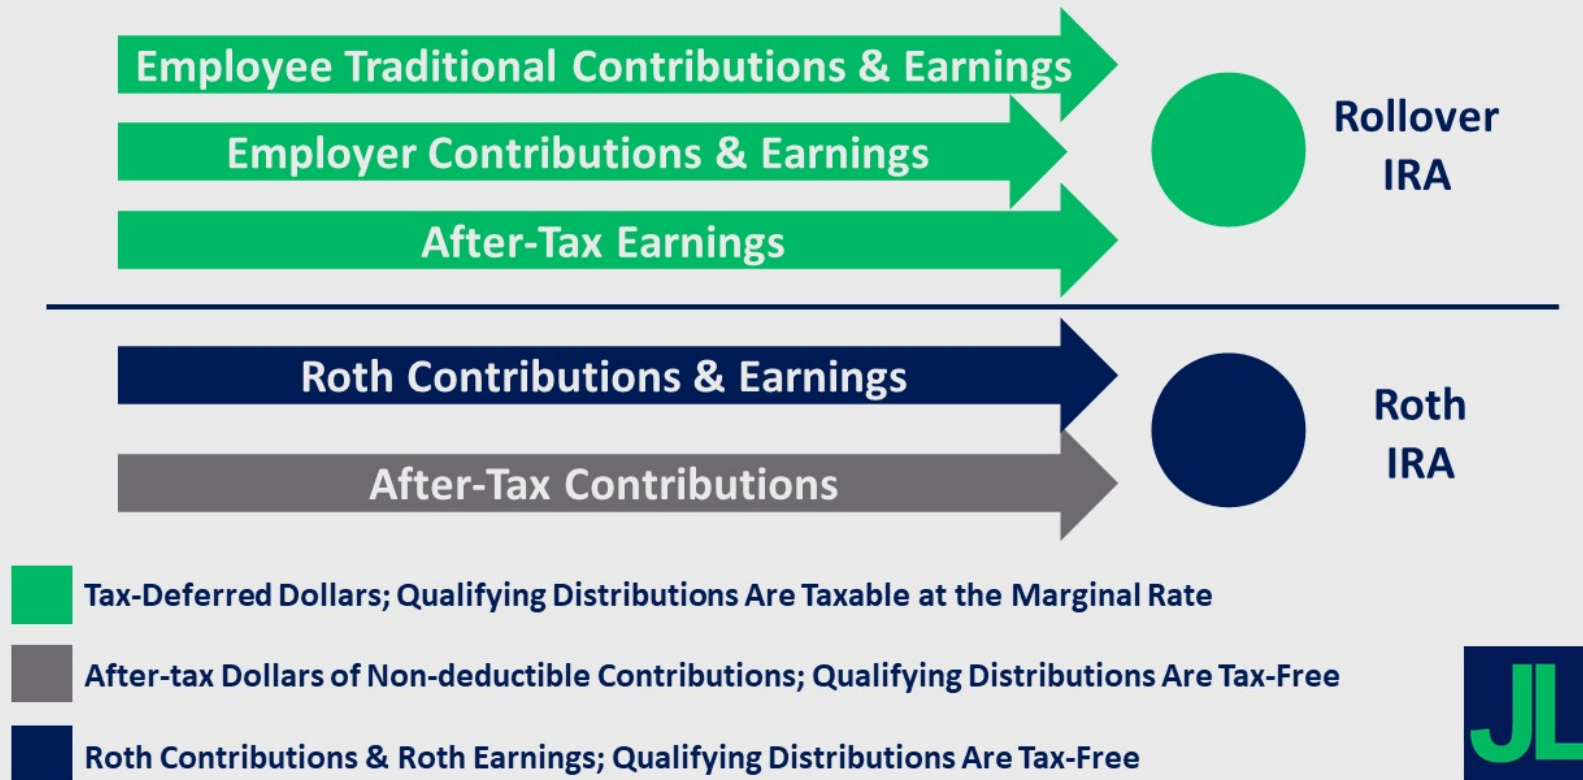 Employee Traditional Contributions & Earnings
Employer Contributions & Earnings
After-Tax Earnings
Rollover
IRA
Roth Contributions & Earnings
After-Tax Contributions
Roth
IRA
Tax-Deferred Dollars; Qualifying Distributions Are Taxable at the Marginal Rate
After-tax Dollars of Non-deductible Contributions; Qualifying Distributions Are Tax-Free
Roth Contributions & Roth Earnings; Qualifying Distributions Are Tax-Free
JL